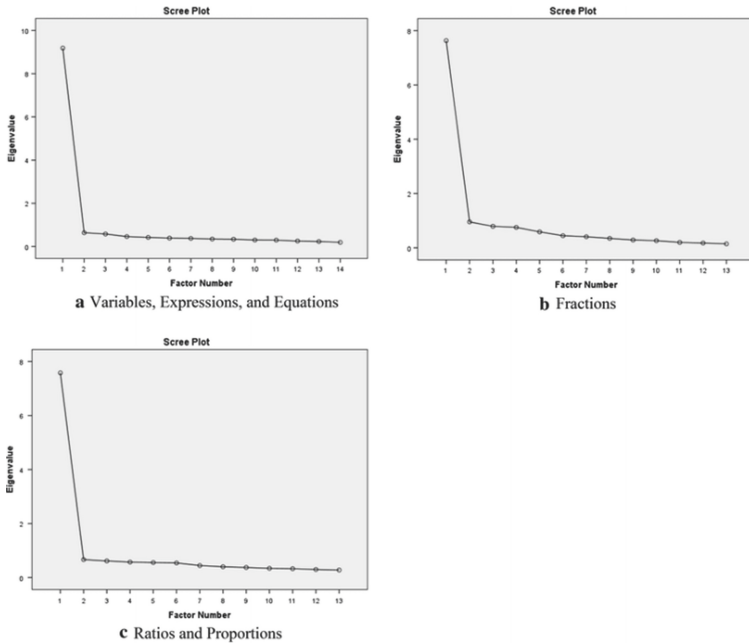 Scree Plot
10
8
6
4
2
0
Eigenvalue
1 2 3 4 5 6 7 8 9 10 11 12 13 14
Factor Number
a Variables, Expressions, and Equations
Scree Plot
8
6
4
2
0
Eigenvalue
1 2 3 4 5 6 7 8 9 10 11 12 13
Factor Number
b Fractions
Scree Plot
8
6
4
2
0
Eigenvalue
1 2 3 4 5 6 7 8 9 10 11 12 13
Factor Number
c Ratios and Proportions